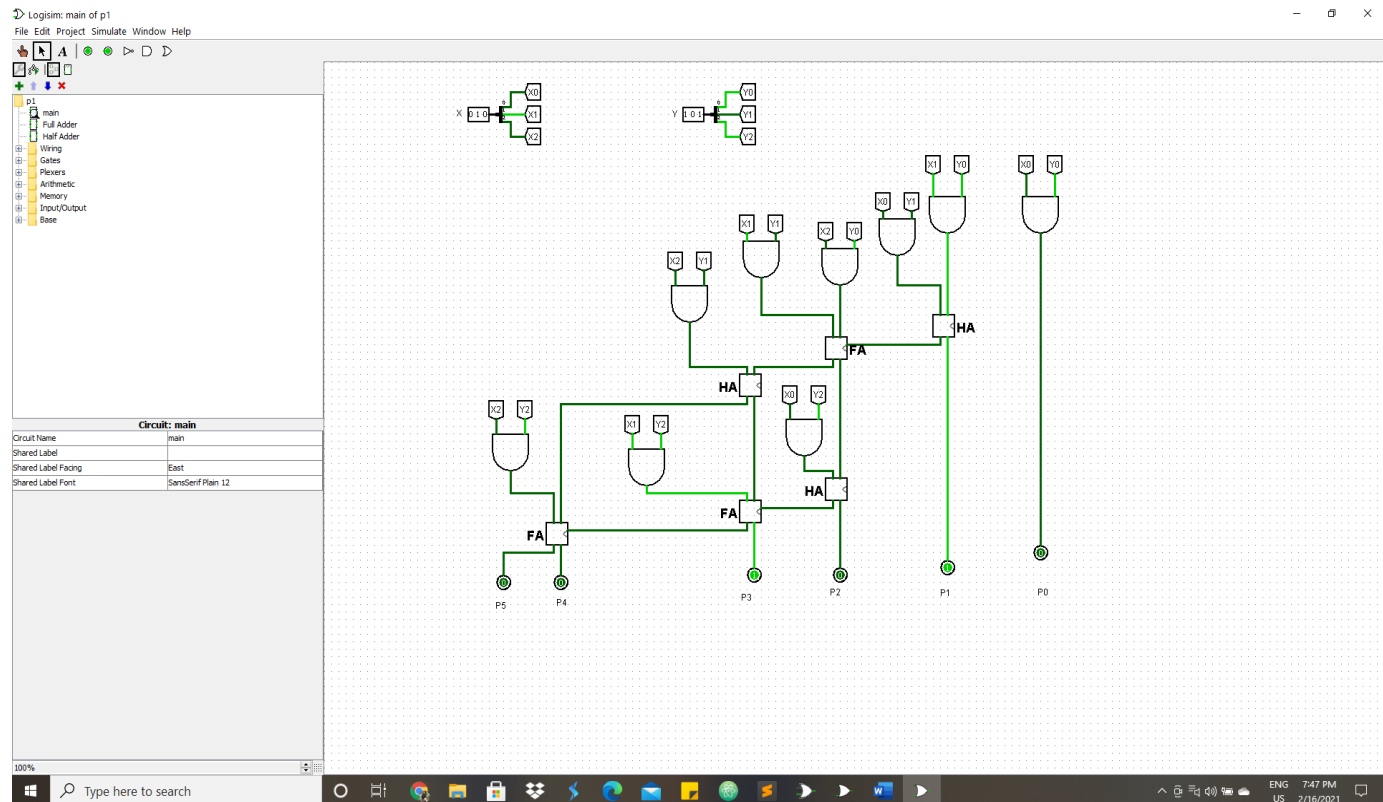 Logisim: main of p1
File Edit Project Simulate Window Help
A
p1
main
Full Adder
Half Adder
Wiring
Gates
Plexers
Arithmetic
Memory
Input/Output
Base
Circuit: main
Circuit Name main
Shared Label
Shared Label Facing East
Shared Label Font SansSerif Plain 12
100%
X 0 1 0 X0 X1 X2
Y 1 0 1 Y0 Y1 Y2
X1 Y0 X0 Y0
X0 Y1
X1 Y1 X2 Y0
X2 Y1
HA
FA
HA
X0 Y2
X2 Y2 X1 Y2
HA
FA
FA
0 0 1 0 1 0
P5 P4 P3 P2 P1 P0
Type here to search
ENG 7:47 PM
US 2/16/2021